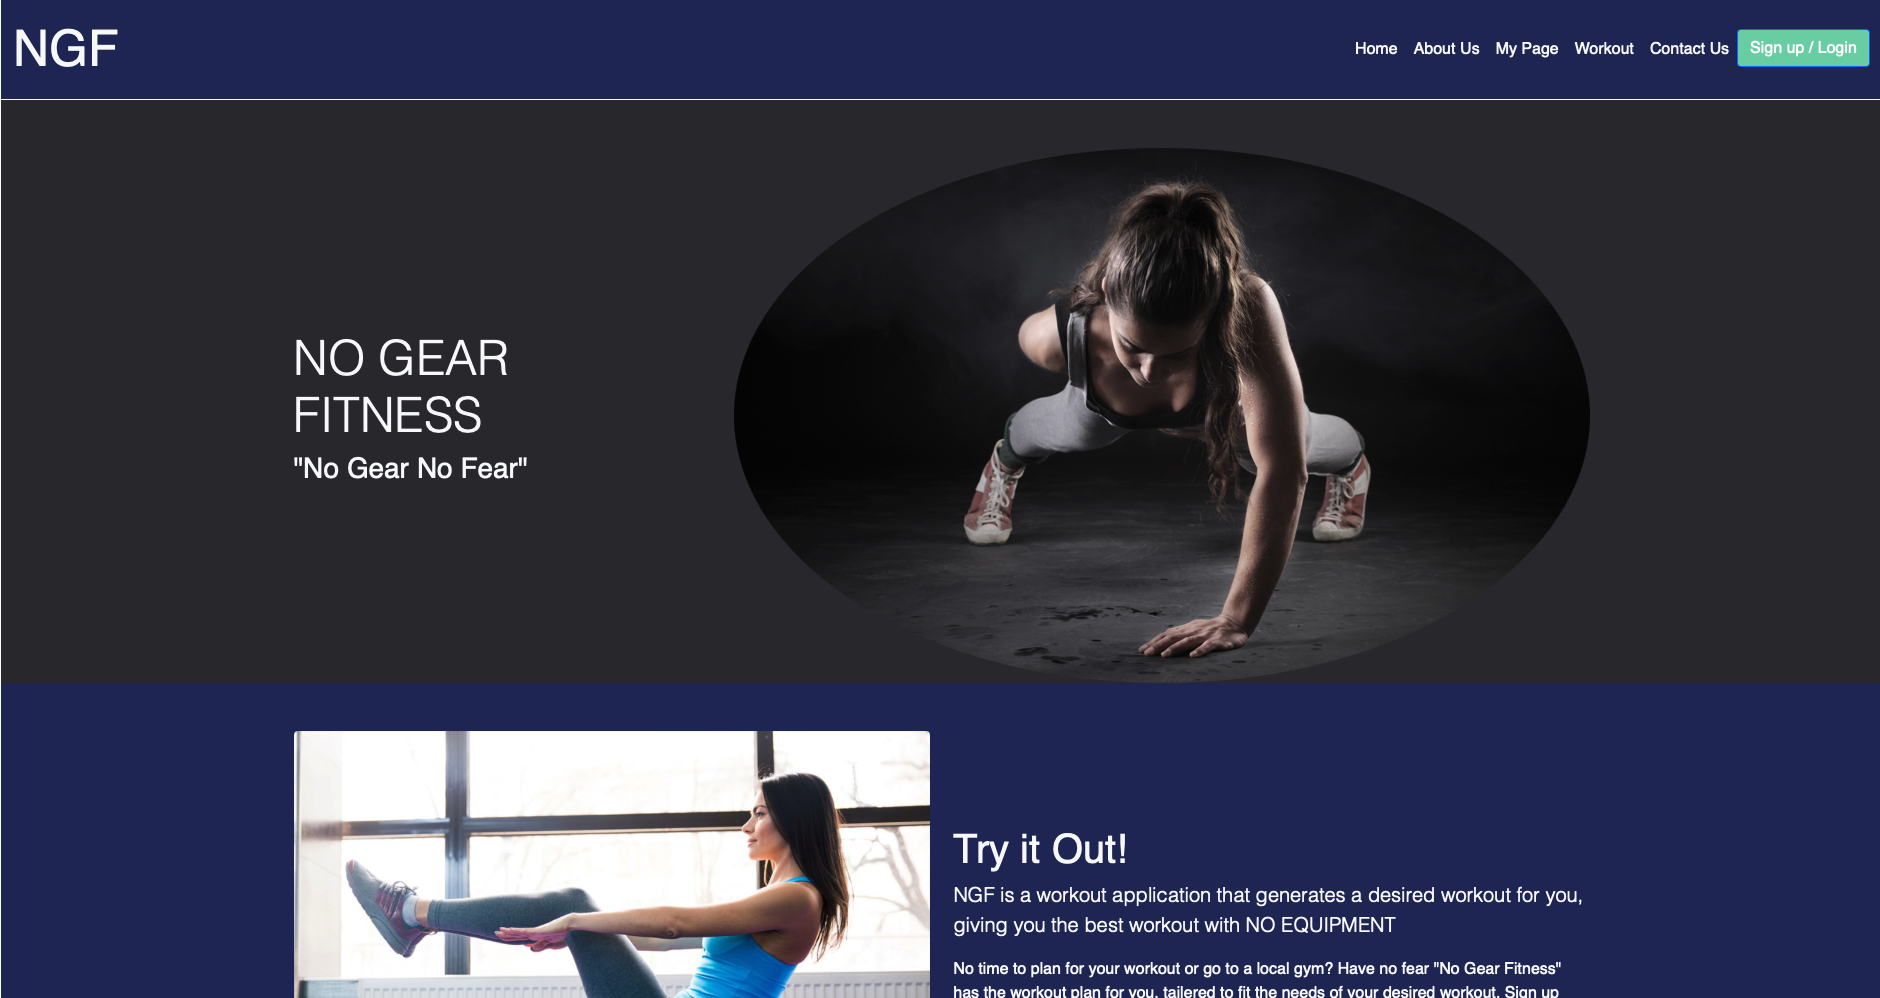 NGF
Home About Us My Page Workout Contact Us Sign up / Login
NO GEAR
FITNESS
"No Gear No Fear"
Try it Out!
NGF is a workout application that generates a desired workout for you,
giving you the best workout with NO EQUIPMENT
No time to plan for your workout or go to a local gym? Have no fear "No Gear Fitness"
has the workout plan for you, tailered to fit the needs of your desired workout. Sign up